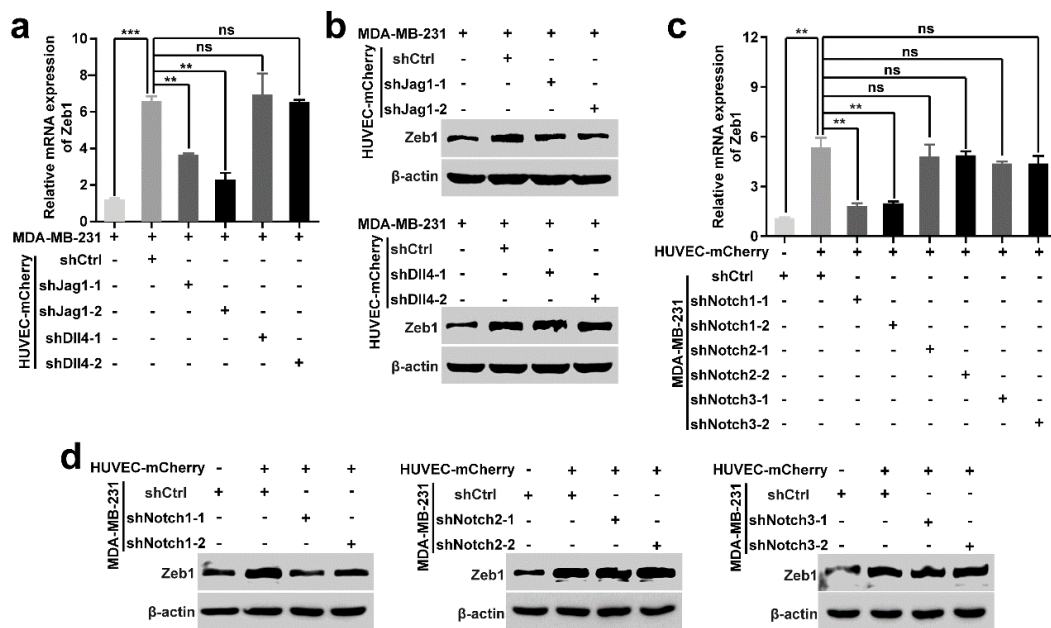 a
Relative mRNA expression
of Zeb1
12
10
8
6
4
2
0
***
**
**
ns
ns
MDA-MB-231 + + + + + +
HUVEC-mCherry
shCtrl - + - - - -
shJag1-1 - - + - - -
shJag1-2 - - - + - -
shDll4-1 - - - - + -
shDll4-2 - - - - - +
b
MDA-MB-231 + + + +
HUVEC-mCherry
shCtrl - + - -
shJag1-1 - - + -
shJag1-2 - - - +
Zeb1
β-actin
MDA-MB-231 + + + +
HUVEC-mCherry
shCtrl - + - -
shDll4-1 - - + -
shDll4-2 - - - +
Zeb1
β-actin
c
Relative mRNA expression
of Zeb1
12
9
6
3
0
**
**
**
ns
ns
ns
ns
HUVEC-mCherry - + + + + + + +
MDA-MB-231
shCtrl + + - - - - - -
shNotch1-1 - - + - - - - -
shNotch1-2 - - - + - - - -
shNotch2-1 - - - - + - - -
shNotch2-2 - - - - - + - -
shNotch3-1 - - - - - - + -
shNotch3-2 - - - - - - - +
d
HUVEC-mCherry - + + +
MDA-MB-231
shCtrl + + - -
shNotch1-1 - - + -
shNotch1-2 - - - +
Zeb1
β-actin
HUVEC-mCherry - + + +
MDA-MB-231
shCtrl + + - -
shNotch2-1 - - + -
shNotch2-2 - - - +
Zeb1
β-actin
HUVEC-mCherry - + + +
MDA-MB-231
shCtrl + + - -
shNotch3-1 - - + -
shNotch3-2 - - - +
Zeb1
β-actin